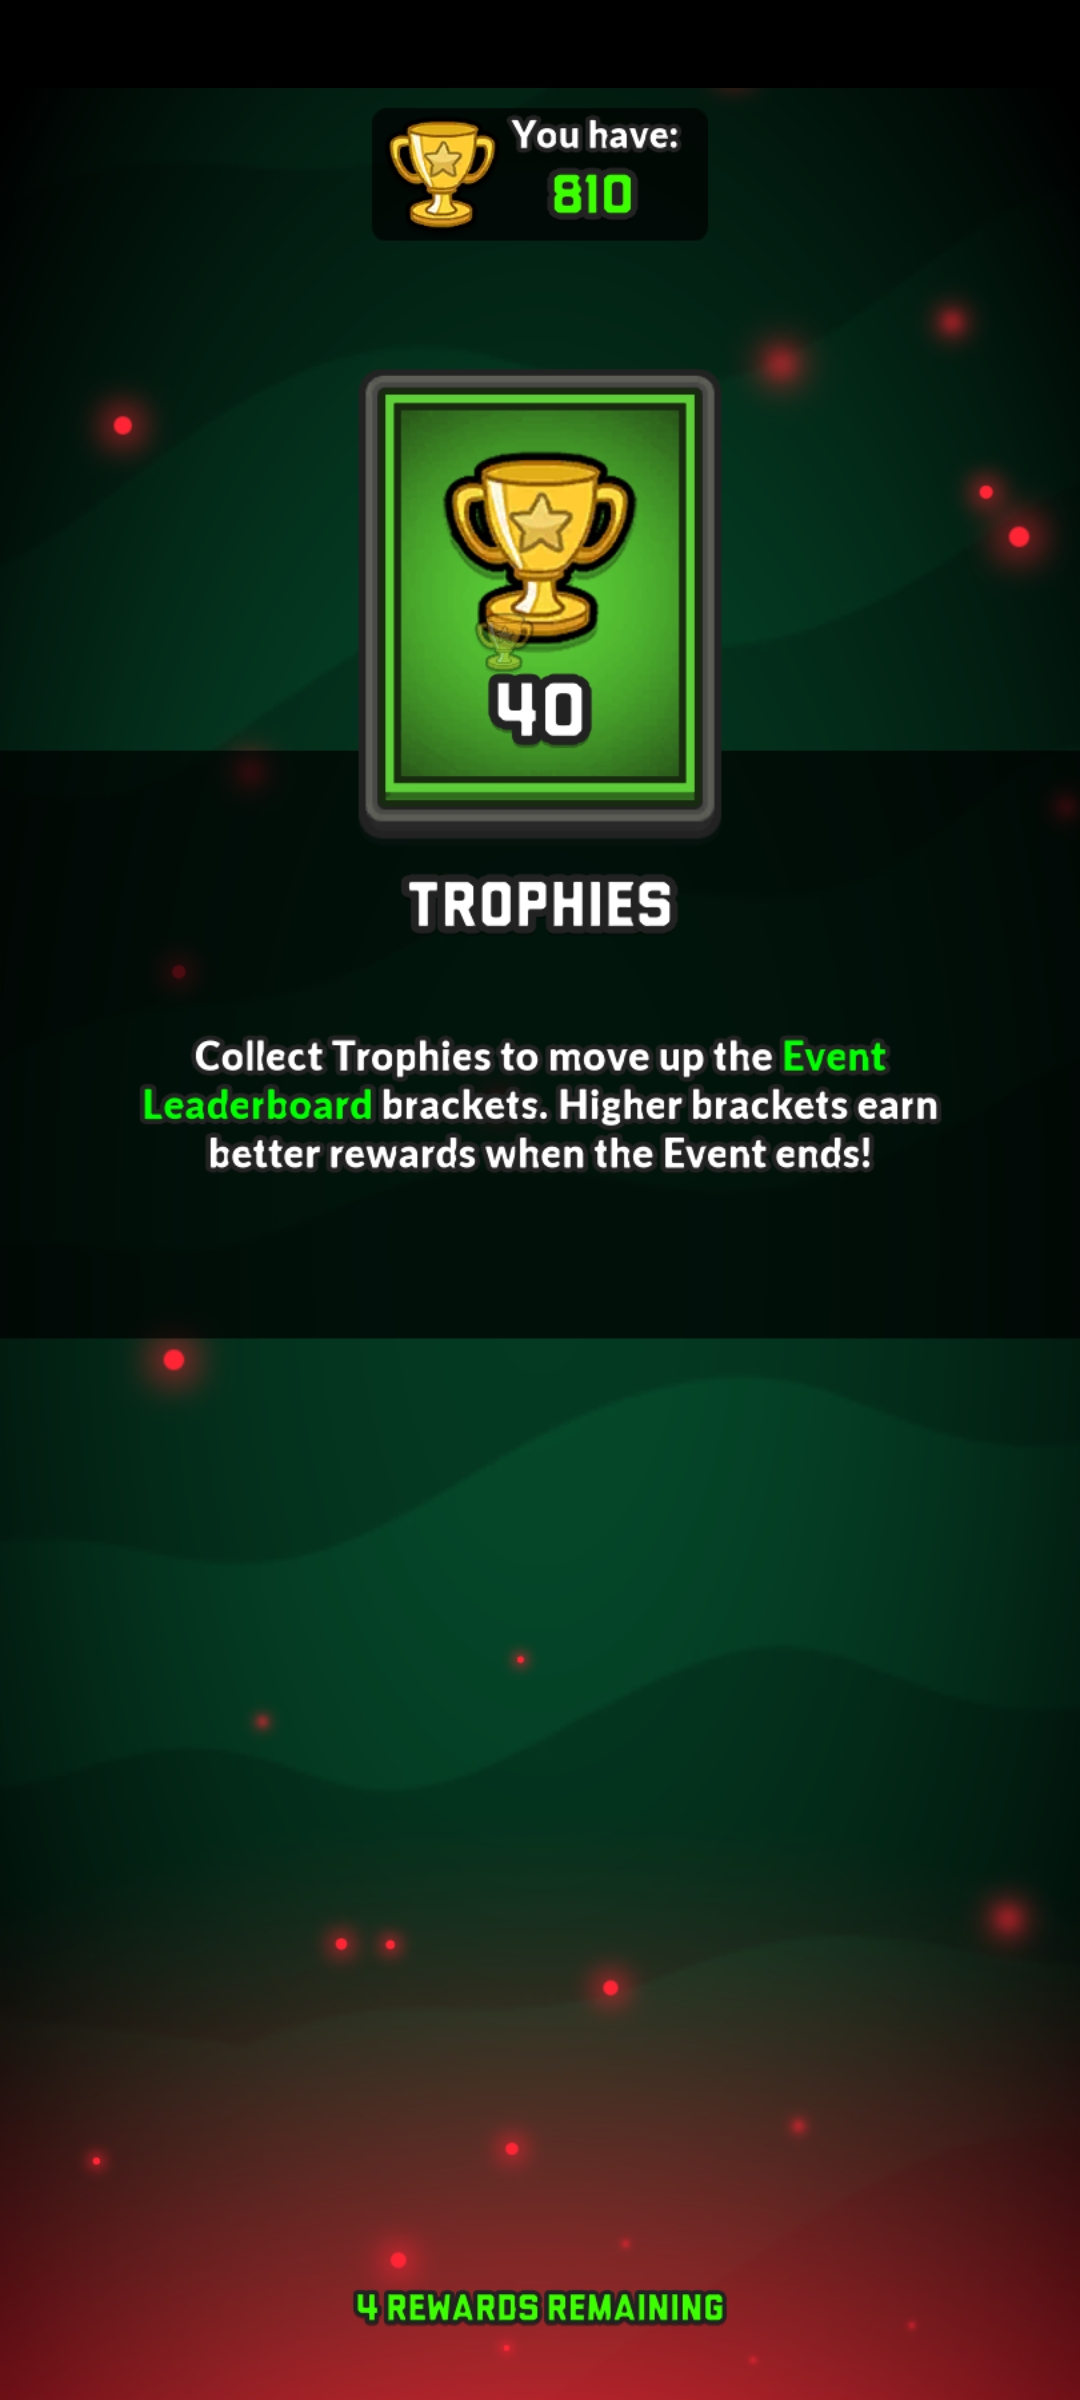 You have:
810
40
TROPHIES
Collect Trophies to move up the Event
Leaderboard brackets. Higher brackets earn
better rewards when the Event ends!
4 REWARDS REMAINING